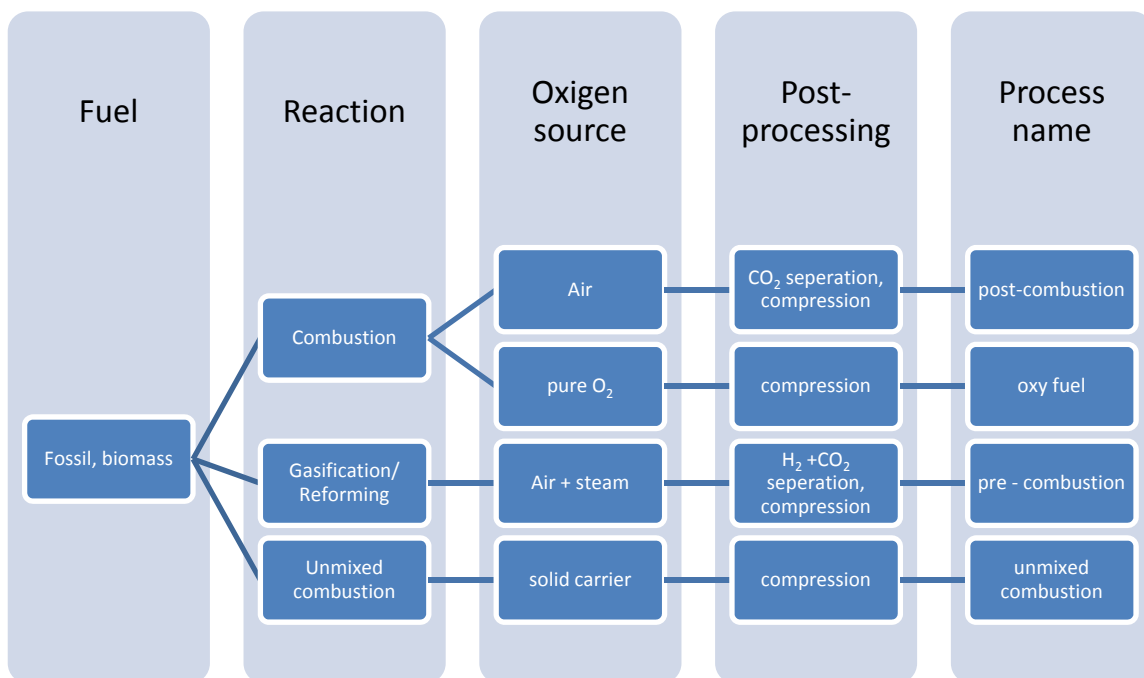 Fuel
Reaction
Oxigen
source
Post-
processing
Process
name
Fossil, biomass
Combustion
Gasification/
Reforming
Unmixed
combustion
Air
pure O₂
Air + steam
solid carrier
CO₂ seperation,
compression
compression
H₂ +CO₂
seperation,
compression
compression
post-combustion
oxy fuel
pre - combustion
unmixed
combustion